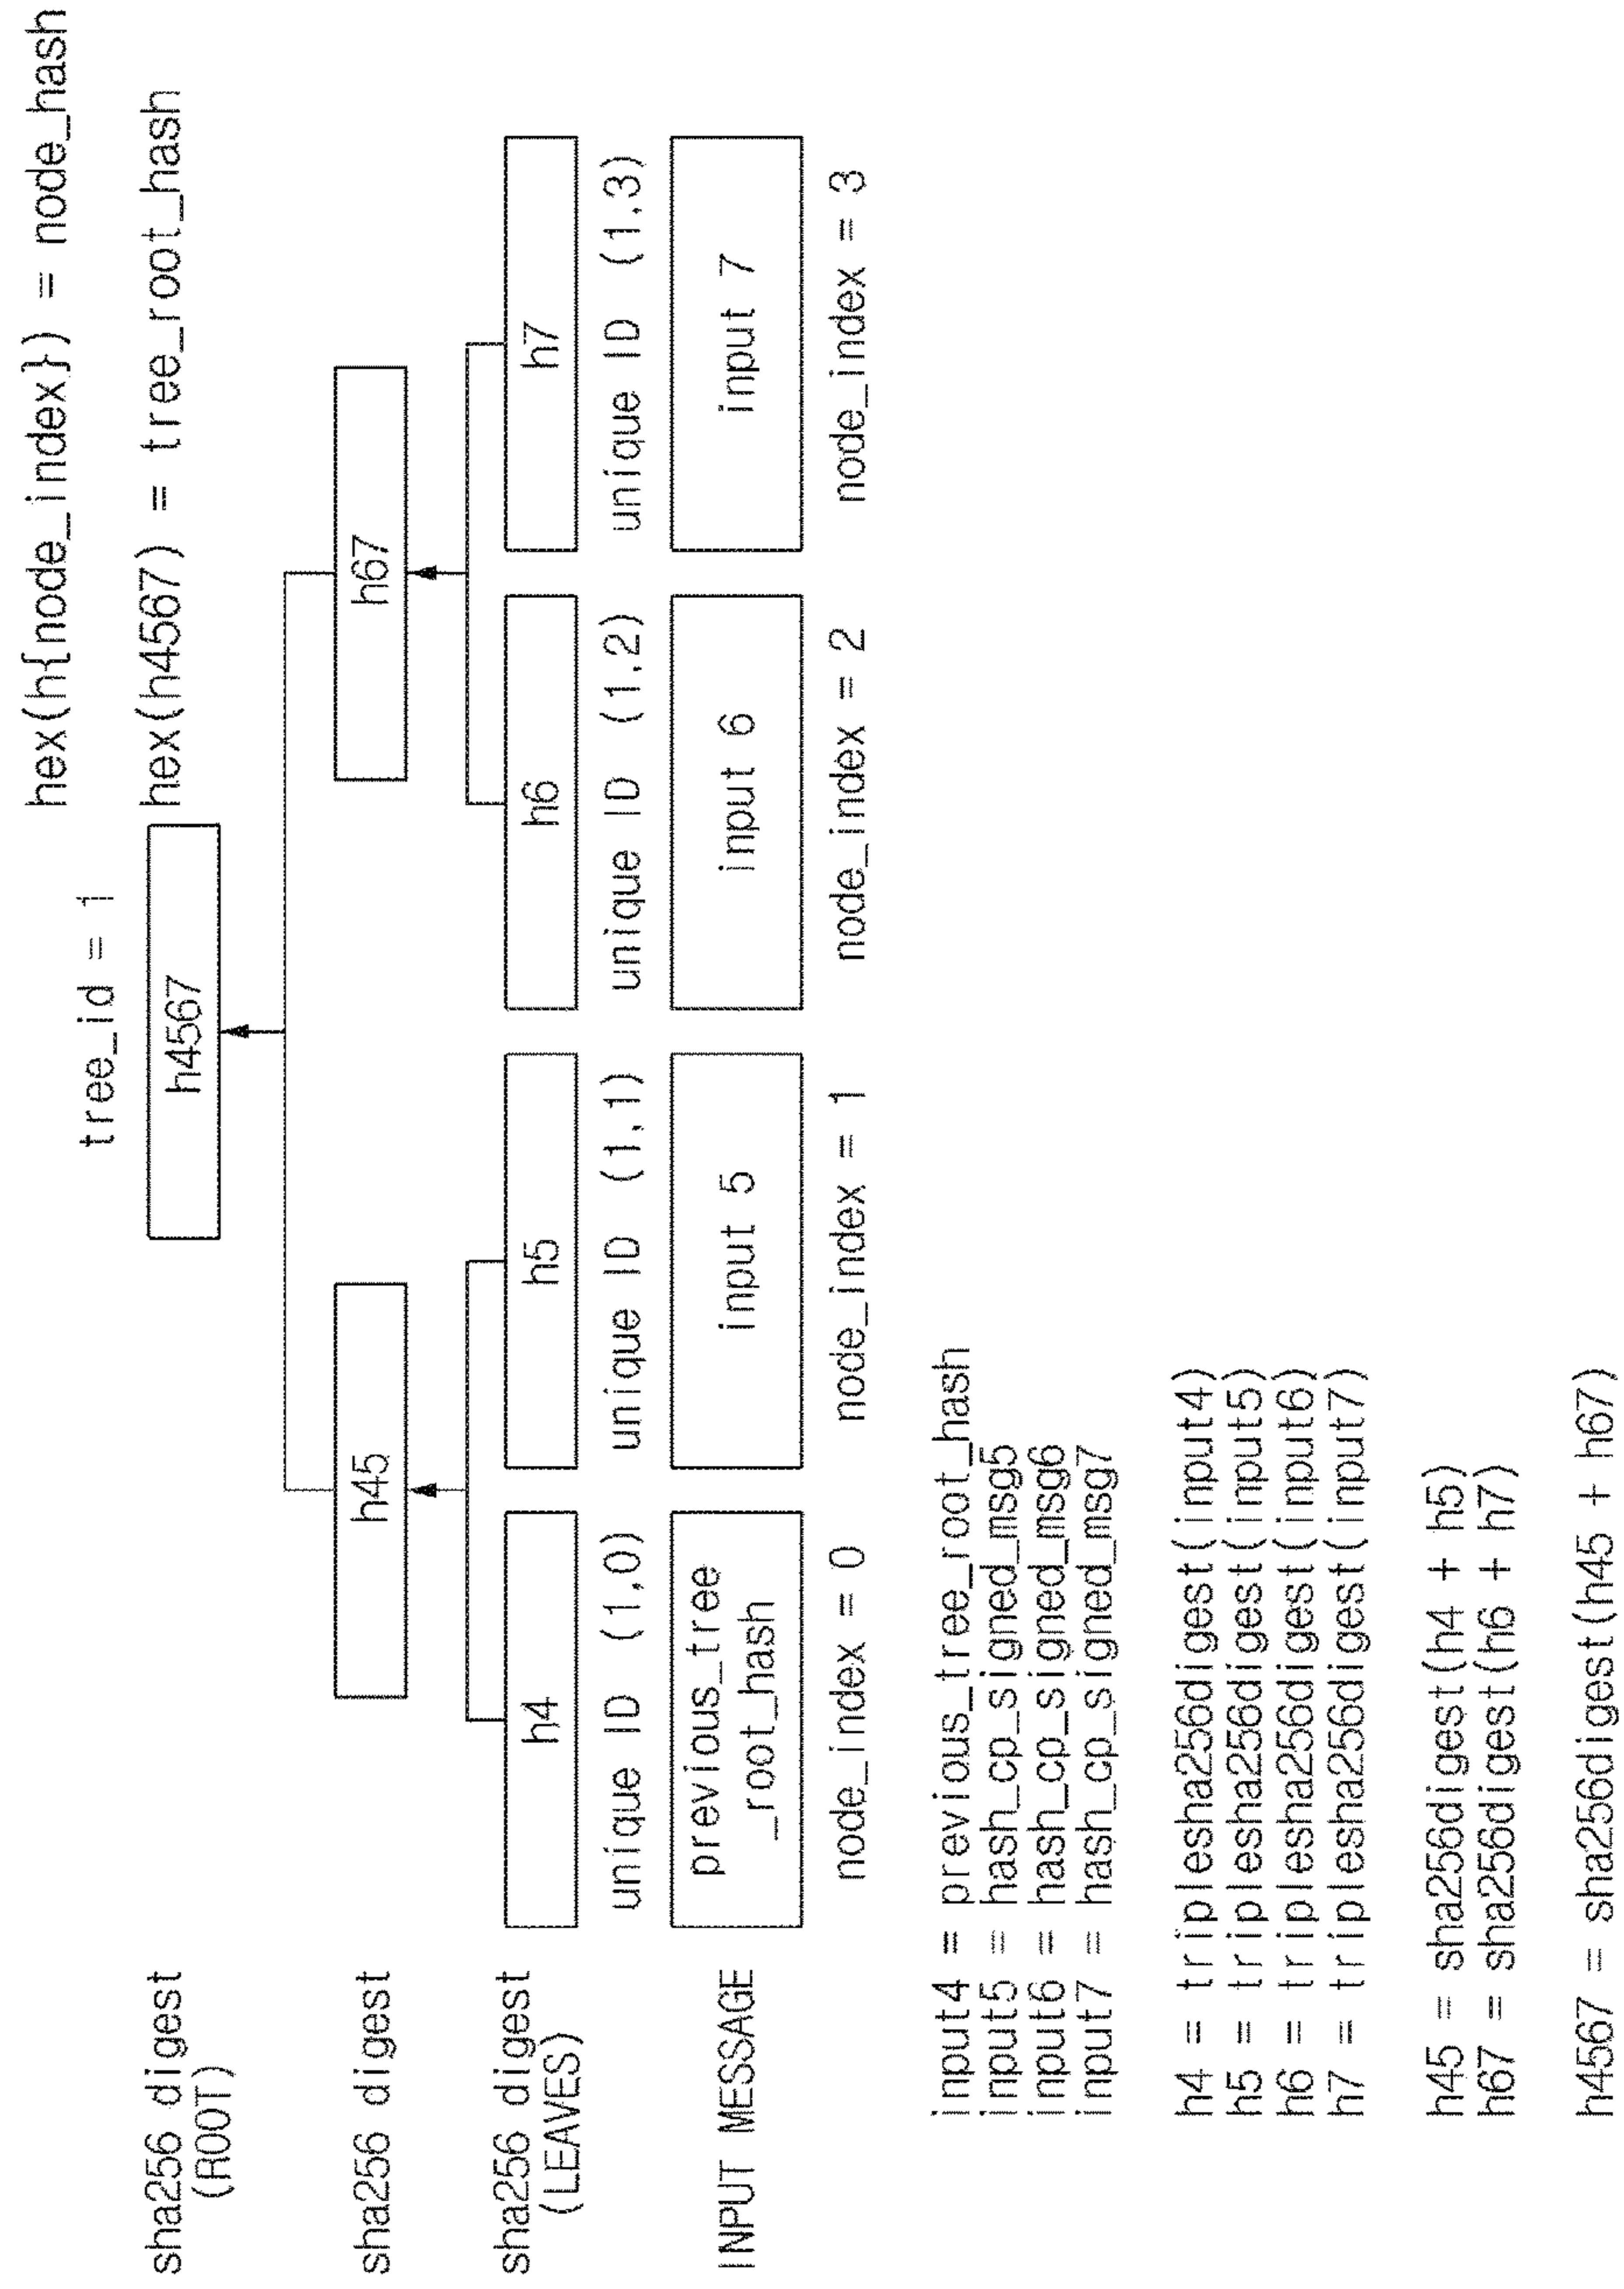 hex(h{node_index}) = node_hash
tree_id = 1
hex(h4567) = tree_root_hash
sha256 digest
(ROOT)
h4567
sha256 digest
h45
h67
sha256 digest
(LEAVES)
h4
h5
h6
h7
unique ID (1,0)
unique ID (1,1)
unique ID (1,2)
unique ID (1,3)
INPUT MESSAGE
previous_tree
_root_hash
input 5
input 6
input 7
node_index = 0
node_index = 1
node_index = 2
node_index = 3
input4 = previous_tree_root_hash
input5 = hash_cp_signed_msg5
input6 = hash_cp_signed_msg6
input7 = hash_cp_signed_msg7
h4 = triplesha256digest(input4)
h5 = triplesha256digest(input5)
h6 = triplesha256digest(input6)
h7 = triplesha256digest(input7)
h45 = sha256digest(h4 + h5)
h67 = sha256digest(h6 + h7)
h4567 = sha256digest(h45 + h67)